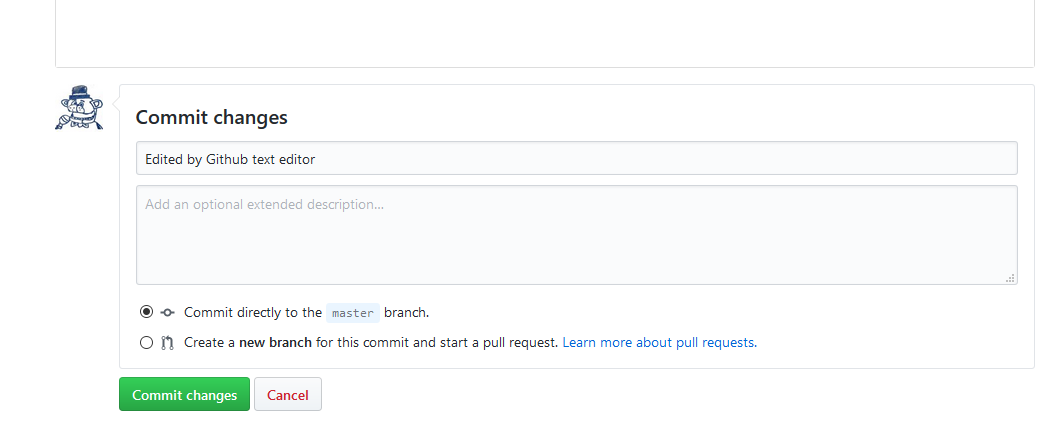 Commit changes
Edited by Github text editor
Add an optional extended description...
Commit directly to the master branch.
Create a new branch for this commit and start a pull request. Learn more about pull requests.
Commit changes Cancel